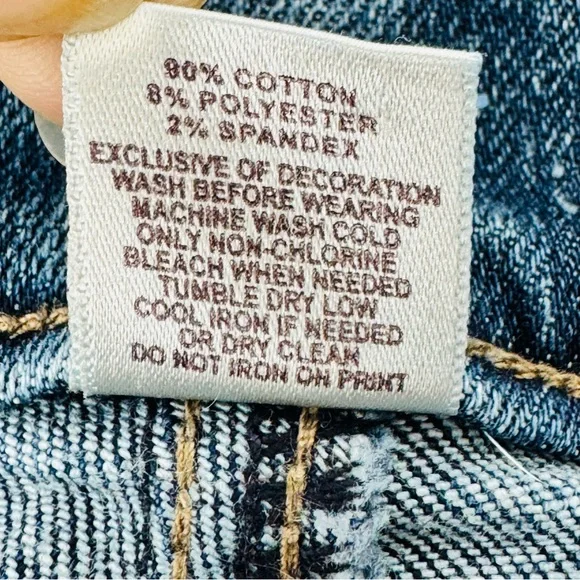 90% COTTON
8% POLYESTER
2% SPANDEX
EXCLUSIVE OF DECORATION
WASH BEFORE WEARING
MACHINE WASH COLD
ONLY NON-CHLORINE
BLEACH WHEN NEEDED
TUMBLE DRY LOW
COOL IRON IF NEEDED
OR DRY CLEAN
DO NOT IRON OH PRINT